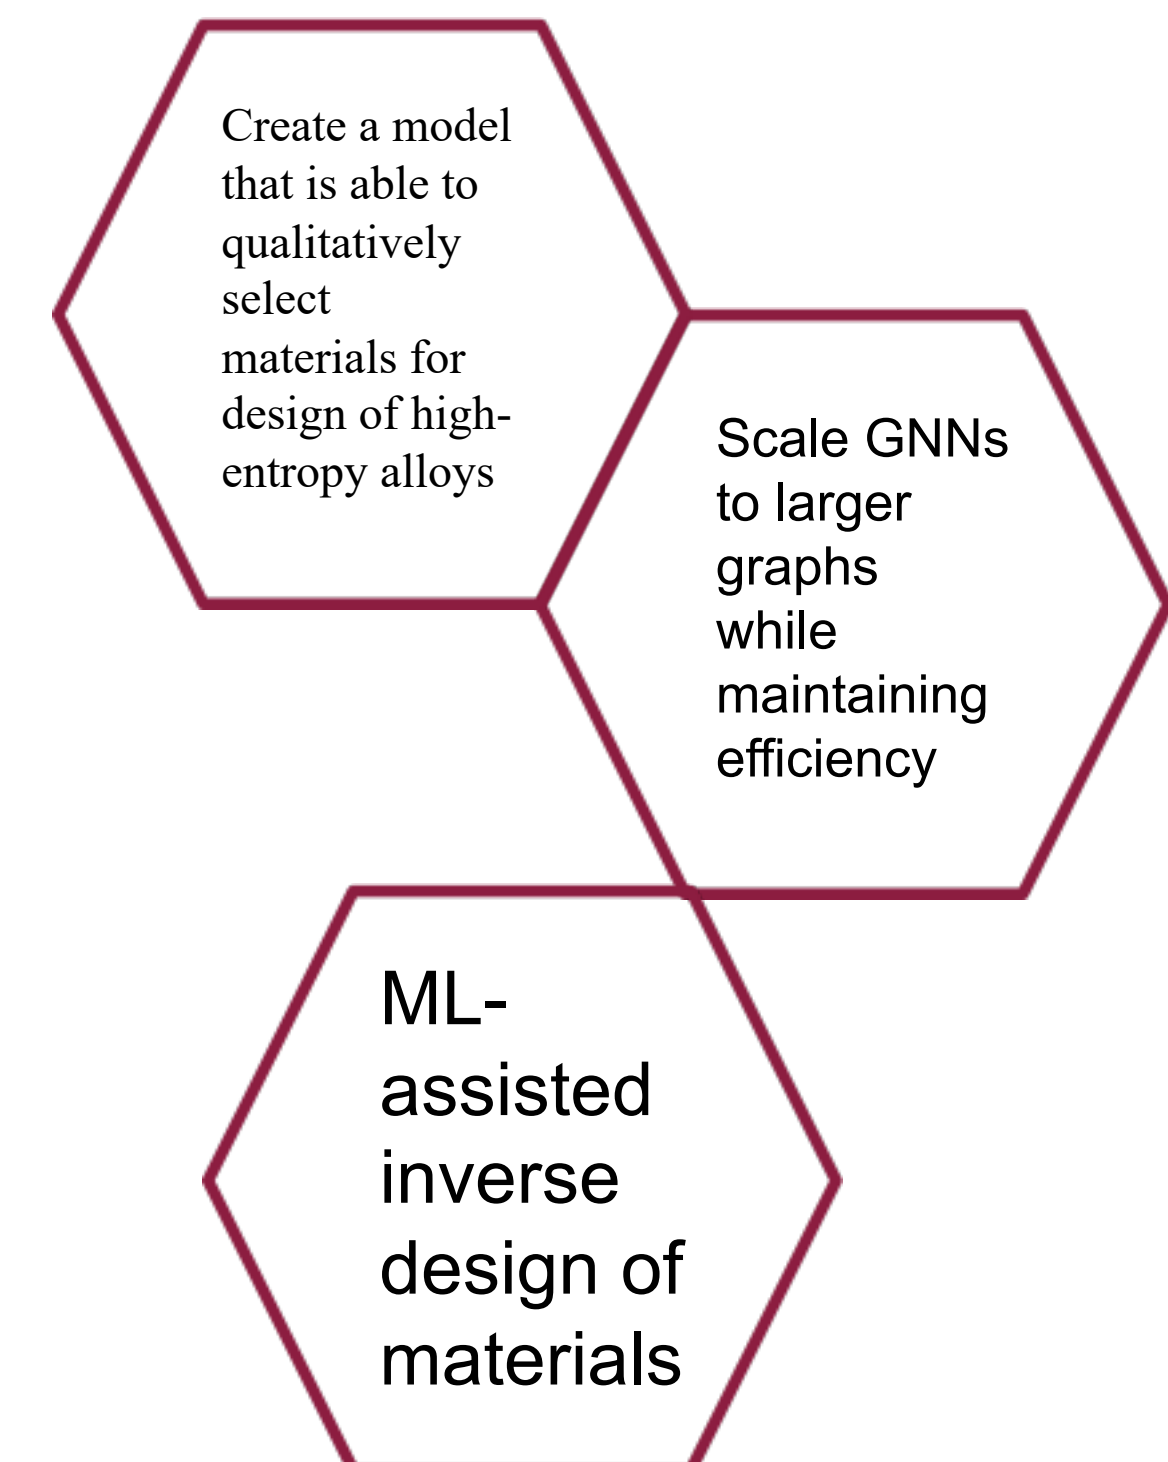 Create a model
that is able to
qualitatively
select
materials for
design of high-
entropy alloys
Scale GNNs
to larger
graphs
while
maintaining
efficiency
ML-
assisted
inverse
design of
materials